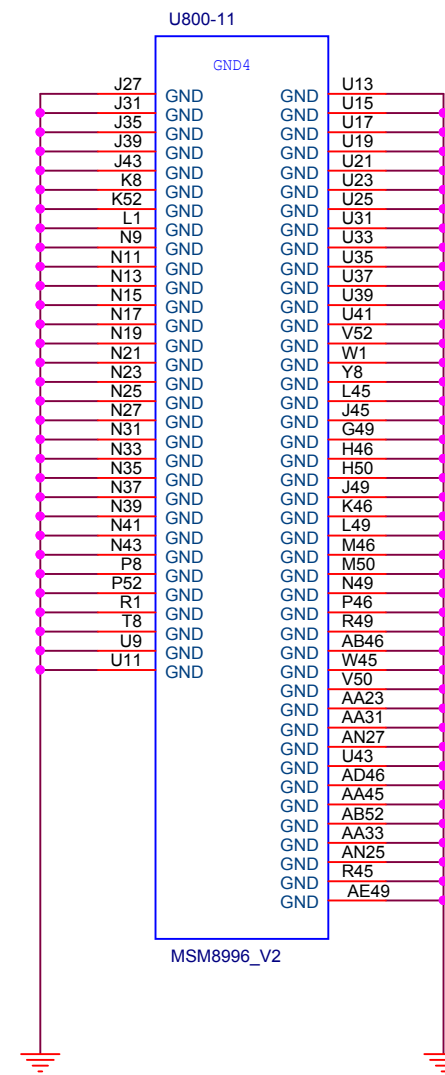 U800-11
GND4
J27 GND GND U13
J31 GND GND U15
J35 GND GND U17
J39 GND GND U19
J43 GND GND U21
K8 GND GND U23
K52 GND GND U25
L1 GND GND U31
N9 GND GND U33
N11 GND GND U35
N13 GND GND U37
N15 GND GND U39
N17 GND GND U41
N19 GND GND V52
N21 GND GND W1
N23 GND GND Y8
N25 GND GND L45
N27 GND GND J45
N31 GND GND G49
N33 GND GND H46
N35 GND GND H50
N37 GND GND J49
N39 GND GND K46
N41 GND GND L49
N43 GND GND M46
P8 GND GND M50
P52 GND GND N49
R1 GND GND P46
T8 GND GND R49
U9 GND GND AB46
U11 GND GND W45
GND V50
GND AA23
GND AA31
GND AN27
GND U43
GND AD46
GND AA45
GND AB52
GND AA33
GND AN25
GND R45
GND AE49
MSM8996_V2